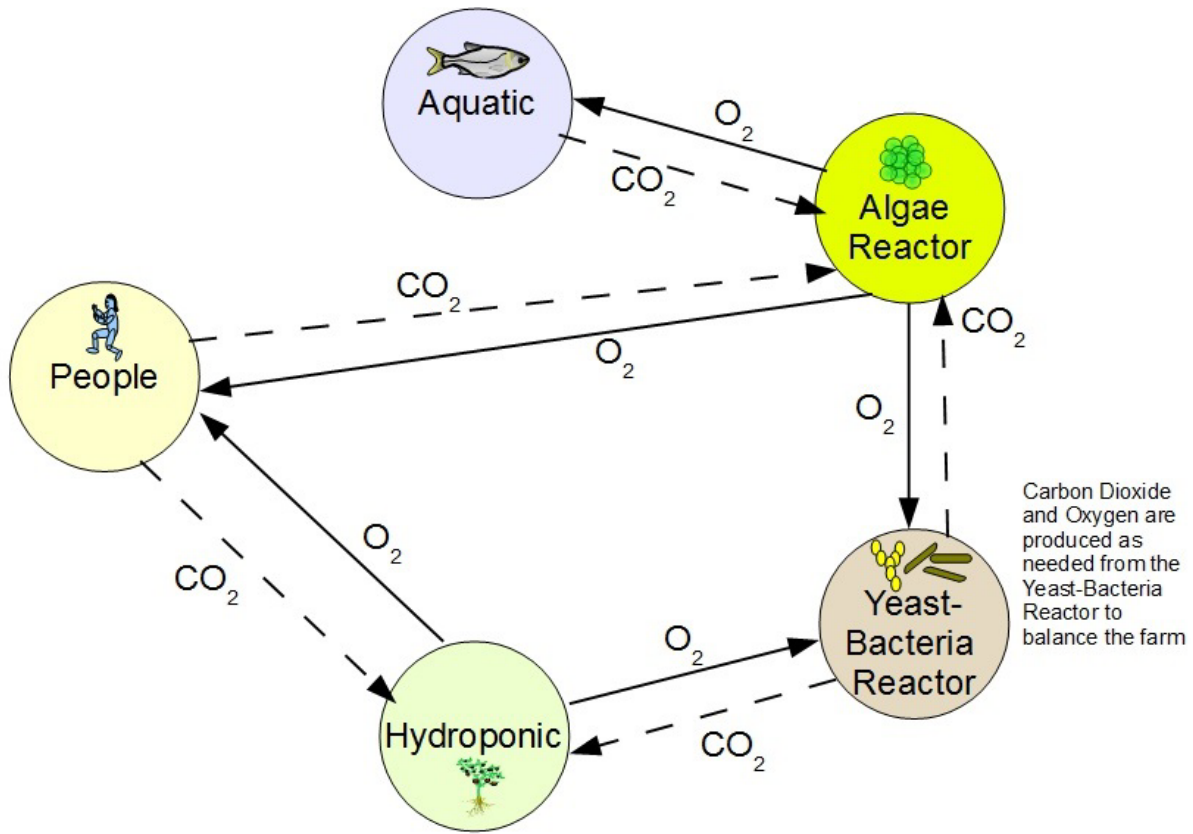 Aquatic
O2
CO2
Algae
Reactor
CO2
O2
People
CO2
O2
Carbon Dioxide
and Oxygen are
produced as
needed from the
Yeast-Bacteria
Reactor to
balance the farm
O2
CO2
Yeast-
Bacteria
Reactor
O2
CO2
Hydroponic